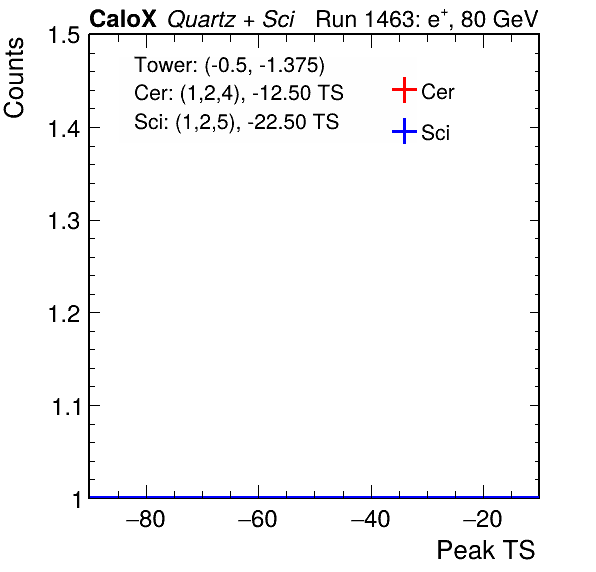 CaloX Quartz + Sci Run 1463: e+, 80 GeV
Counts
1.5
Tower: (-0.5, -1.375)
Cer: (1,2,4), -12.50 TS
Sci: (1,2,5), -22.50 TS
Cer
Sci
1.4
1.3
1.2
1.1
1
−80 −60 −40 −20
Peak TS